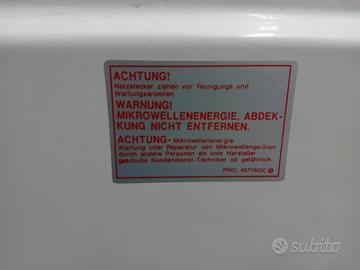 ACHTUNG!
Netzstecker ziehen vor Reinigungs und
Wartungsarbeiten.
WARNUNG!
MIKROWELLENENERGIE, ABDEK-
KUNG NICHT ENTFERNEN.
ACHTUNG- Mikrowellenenergie
Wartung oder Reparatur von Mikrowellengeräten
durch andere Personen als vom Hersteller
geschulte Kundendienst-Techniker ist gefährlich.
P/NO.
subito